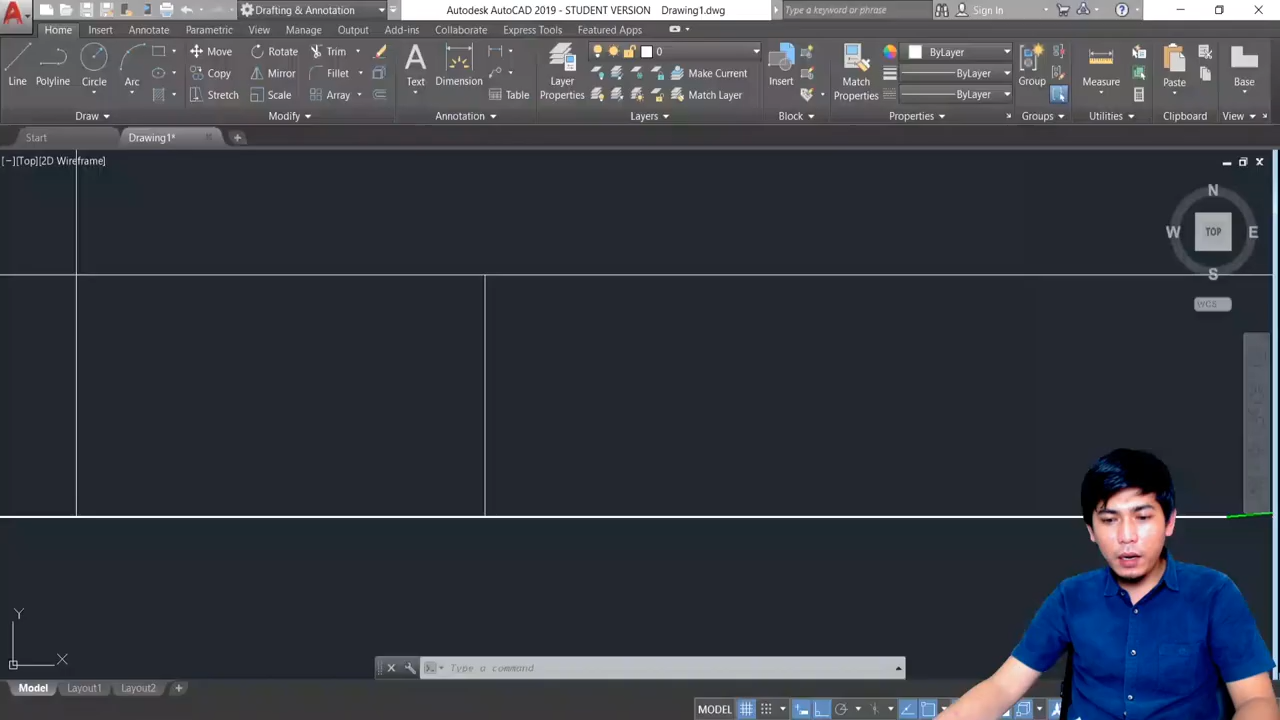 A Drafting & Annotation Autodesk AutoCAD 2019 - STUDENT VERSION Drawing1.dwg Type a keyword or phrase Sign In
Home Insert Annotate Parametric View Manage Output Add-ins Collaborate Express Tools Featured Apps
Move Rotate Trim 0 ByLayer
Line Polyline Circle Arc Copy Mirror Fillet Text Dimension Layer Properties Make Current Insert Match Properties ByLayer Group Measure Paste Base
Stretch Scale Array Table Match Layer ByLayer
Draw Modify Annotation Layers Block Properties Groups Utilities Clipboard View
Start Drawing1*
[−][Top][2D Wireframe]
N
W TOP E
S
WCS
Y
X
Type a command
Model Layout1 Layout2
MODEL